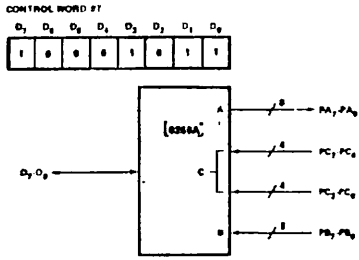 CONTROL WORD #7
D7 D6 D5 D4 D3 D2 D1 D0
1 0 0 0 1 0 1 1
A
8 PA7-PA0
4 PC7-PC4
C
D7-D0
4 PC3-PC0
B
8 PB7-PB0